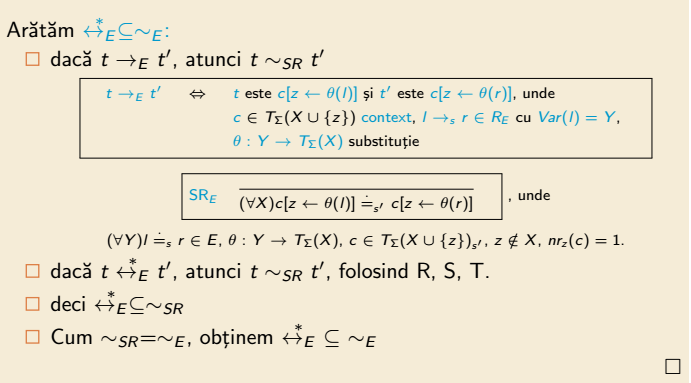 Arătăm ↔*_E ⊆ ∼_E:
□ dacă t →_E t′, atunci t ∼_SR t′
t →_E t′ ⇔ t este c[z ← θ(l)] și t′ este c[z ← θ(r)], unde
c ∈ T_Σ(X ∪ {z}) context, l →_s r ∈ R_E cu Var(l) = Y,
θ : Y → T_Σ(X) substituție
SR_E (∀X)c[z ← θ(l)] ≐_s′ c[z ← θ(r)] , unde
(∀Y)l ≐_s r ∈ E, θ : Y → T_Σ(X), c ∈ T_Σ(X ∪ {z})_s′, z ∉ X, nr_z(c) = 1.
□ dacă t ↔*_E t′, atunci t ∼_SR t′, folosind R, S, T.
□ deci ↔*_E ⊆ ∼_SR
□ Cum ∼_SR=∼_E, obținem ↔*_E ⊆ ∼_E
□